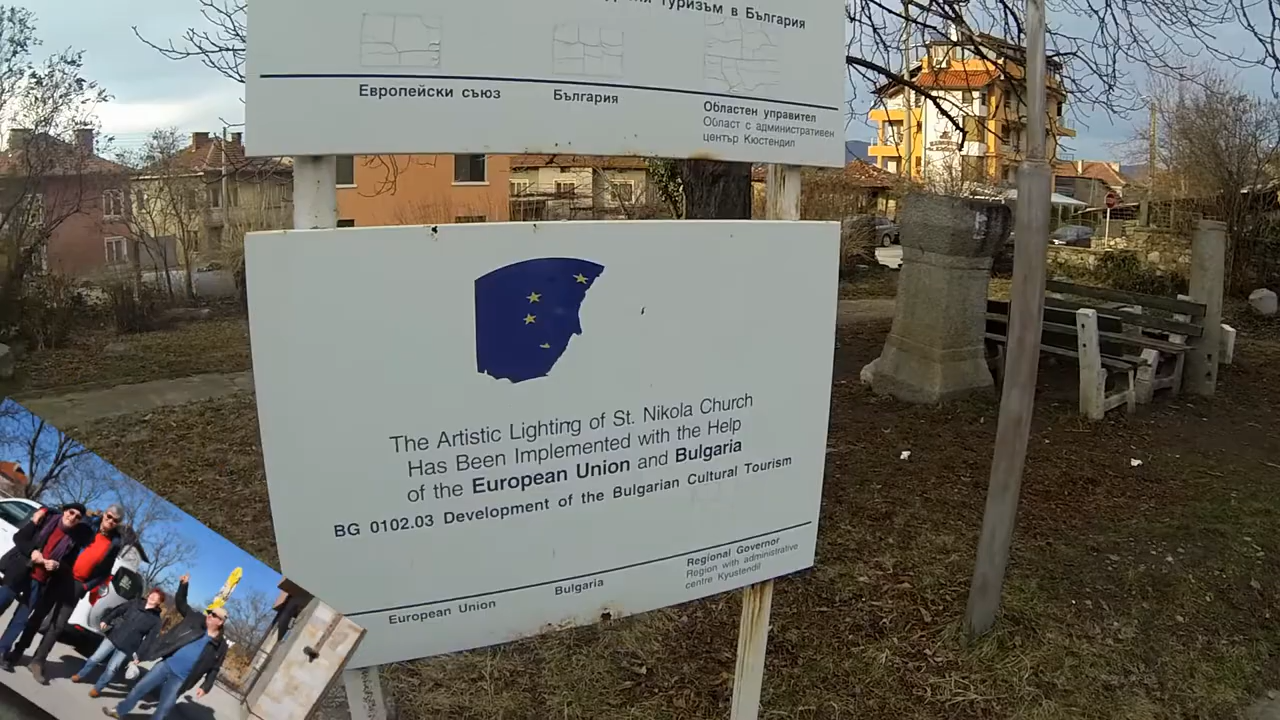 туризъм в България
Европейски съюз
България
Областен управител
Област с административен
център Кюстендил
The Artistic Lighting of St. Nikola Church
Has Been Implemented with the Help
of the European Union and Bulgaria
BG 0102.03 Development of the Bulgarian Cultural Tourism
European Union
Bulgaria
Regional Governor
Region with administrative
centre Kyustendil